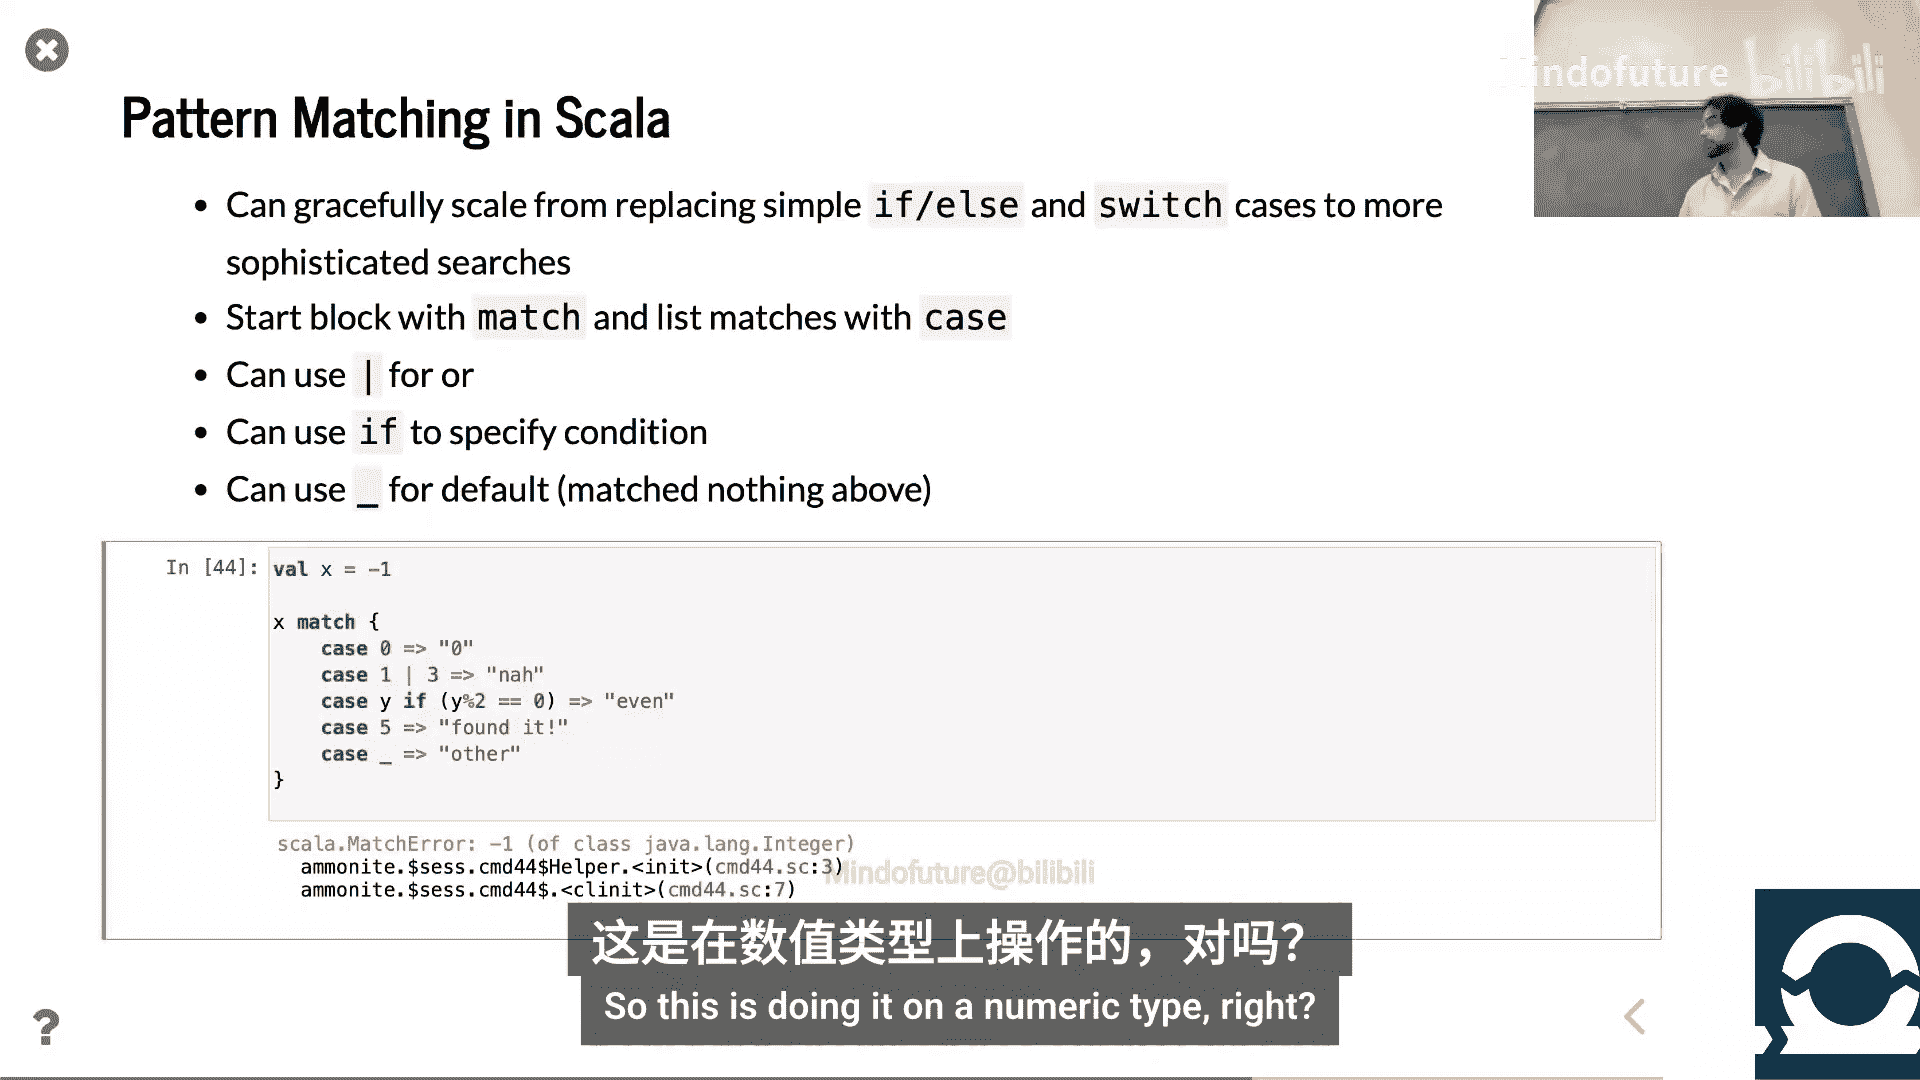 Mindofuture bilibili
Pattern Matching in Scala
• Can gracefully scale from replacing simple if/else and switch cases to more
sophisticated searches
• Start block with match and list matches with case
• Can use | for or
• Can use if to specify condition
• Can use _ for default (matched nothing above)
In [44]: val x = -1
x match {
case 0 => "0"
case 1 | 3 => "nah"
case y if (y%2 == 0) => "even"
case 5 => "found it!"
case _ => "other"
}
scala.MatchError: -1 (of class java.lang.Integer)
ammonite.$sess.cmd44$Helper.<init>(cmd44.sc:3)
Mindofuture@bilibili
ammonite.$sess.cmd44$.<clinit>(cmd44.sc:7)
这是在数值类型上操作的，对吗？
So this is doing it on a numeric type, right?
?